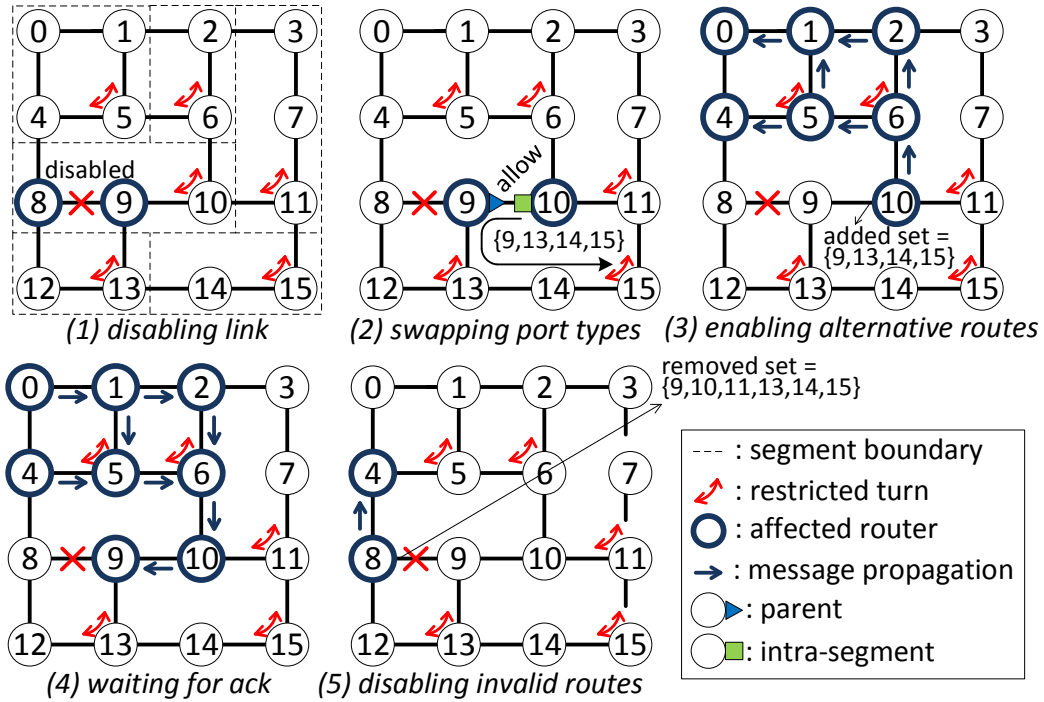 0 1 2 3
4 5 6 7
disabled
8 9 10 11
12 13 14 15
(1) disabling link
0 1 2 3
4 5 6 7
allow
8 9 10 11
{9,13,14,15}
12 13 14 15
(2) swapping port types
0 1 2 3
4 5 6 7
8 9 10 11
added set =
{9,13,14,15}
12 13 14 15
(3) enabling alternative routes
0 1 2 3
4 5 6 7
8 9 10 11
12 13 14 15
(4) waiting for ack
removed set =
{9,10,11,13,14,15}
0 1 2 3
4 5 6 7
8 9 10 11
12 13 14 15
(5) disabling invalid routes
: segment boundary
: restricted turn
: affected router
: message propagation
: parent
: intra-segment